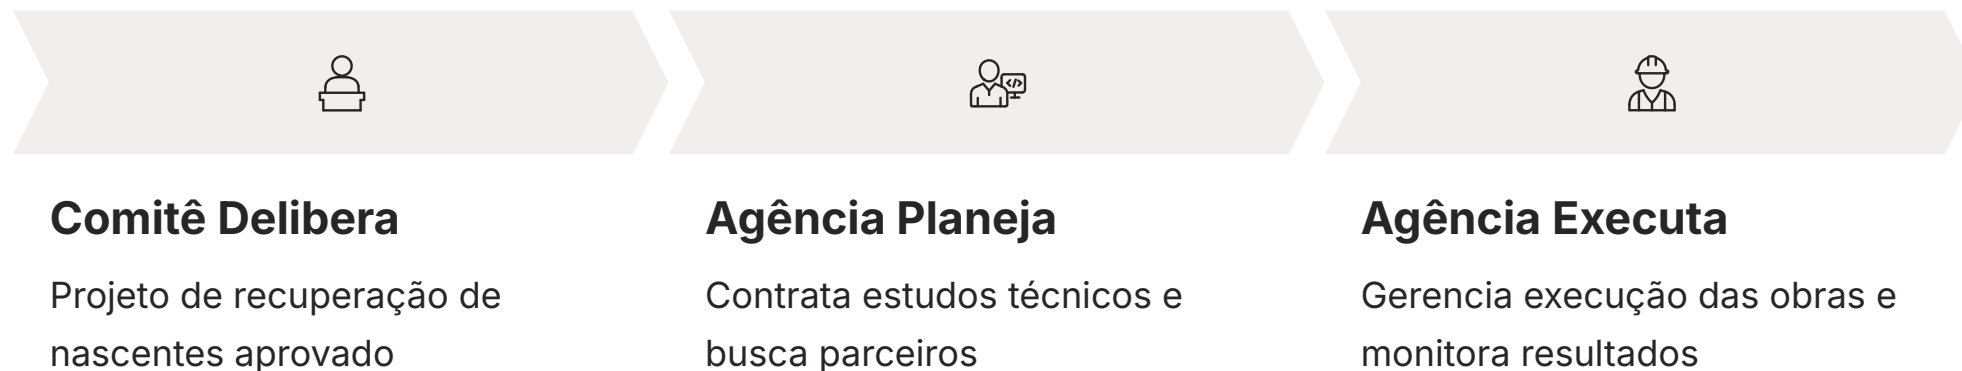 Comitê Delibera
Projeto de recuperação de
nascentes aprovado
Agência Planeja
Contrata estudos técnicos e
busca parceiros
Agência Executa
Gerencia execução das obras e
monitora resultados